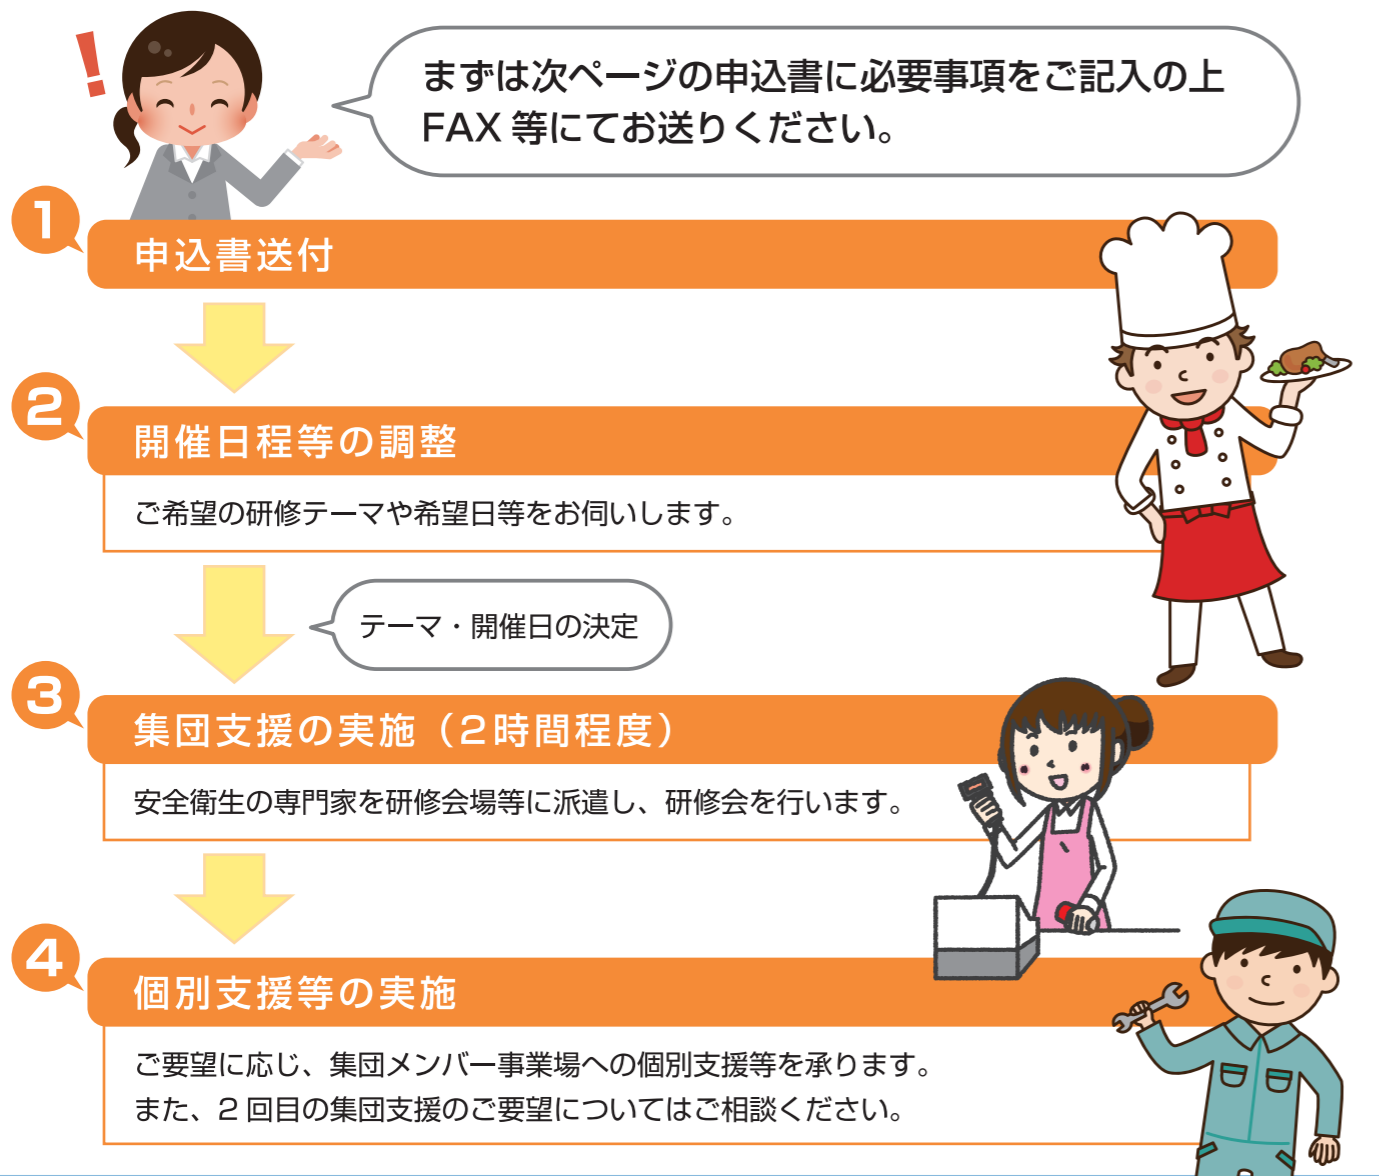 まずは次ページの申込書に必要事項をご記入の上
FAX 等にてお送りください。
1
申込書送付
2
開催日程等の調整
ご希望の研修テーマや希望日等をお伺いします。
テーマ・開催日の決定
3
集団支援の実施（2時間程度）
安全衛生の専門家を研修会場等に派遣し、研修会を行います。
4
個別支援等の実施
ご要望に応じ、集団メンバー事業場への個別支援等を承ります。
また、2 回目の集団支援のご要望についてはご相談ください。